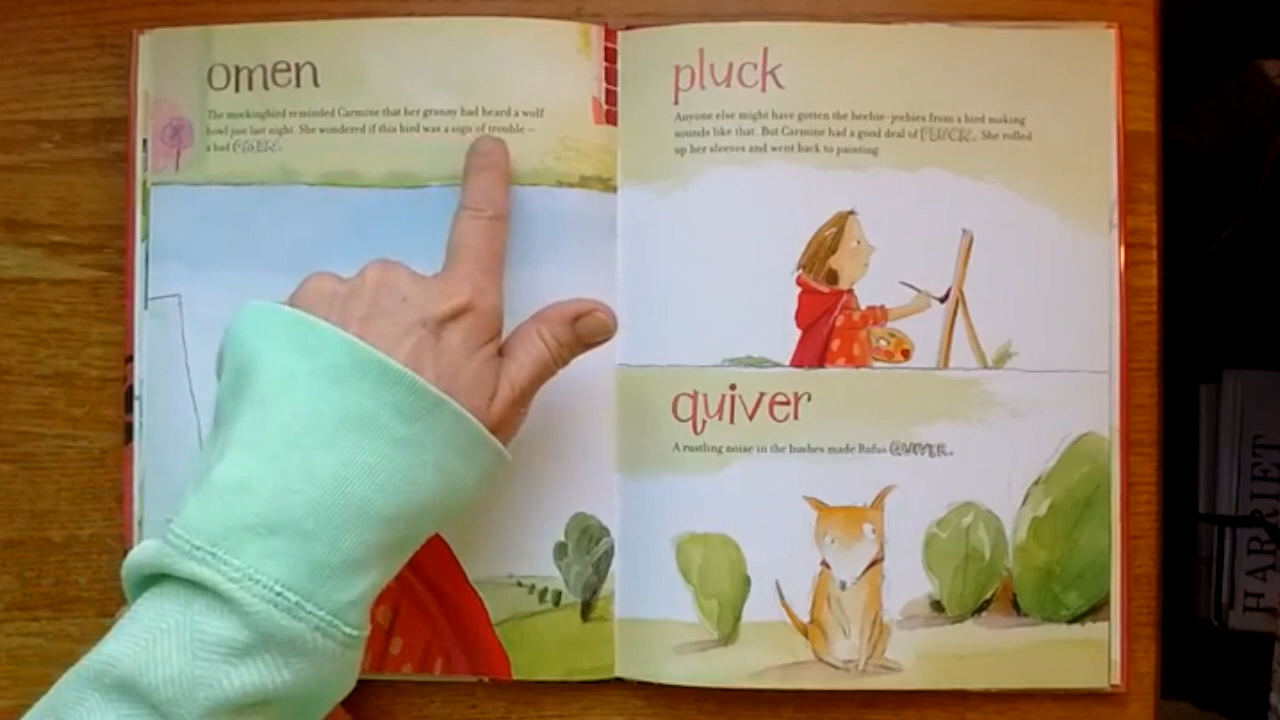 omen
The mockingbird reminded Carmine that her granny had heard a wolf
howl just last night. She wondered if this bird was a sign of trouble –
a bad OMEN.
pluck
Anyone else might have gotten the heebie-jeebies from a bird making
sounds like that. But Carmine had a good deal of PLUCK. She rolled
up her sleeves and went back to painting
quiver
A rustling noise in the bushes made Rufus QUIVER.
HARRIET